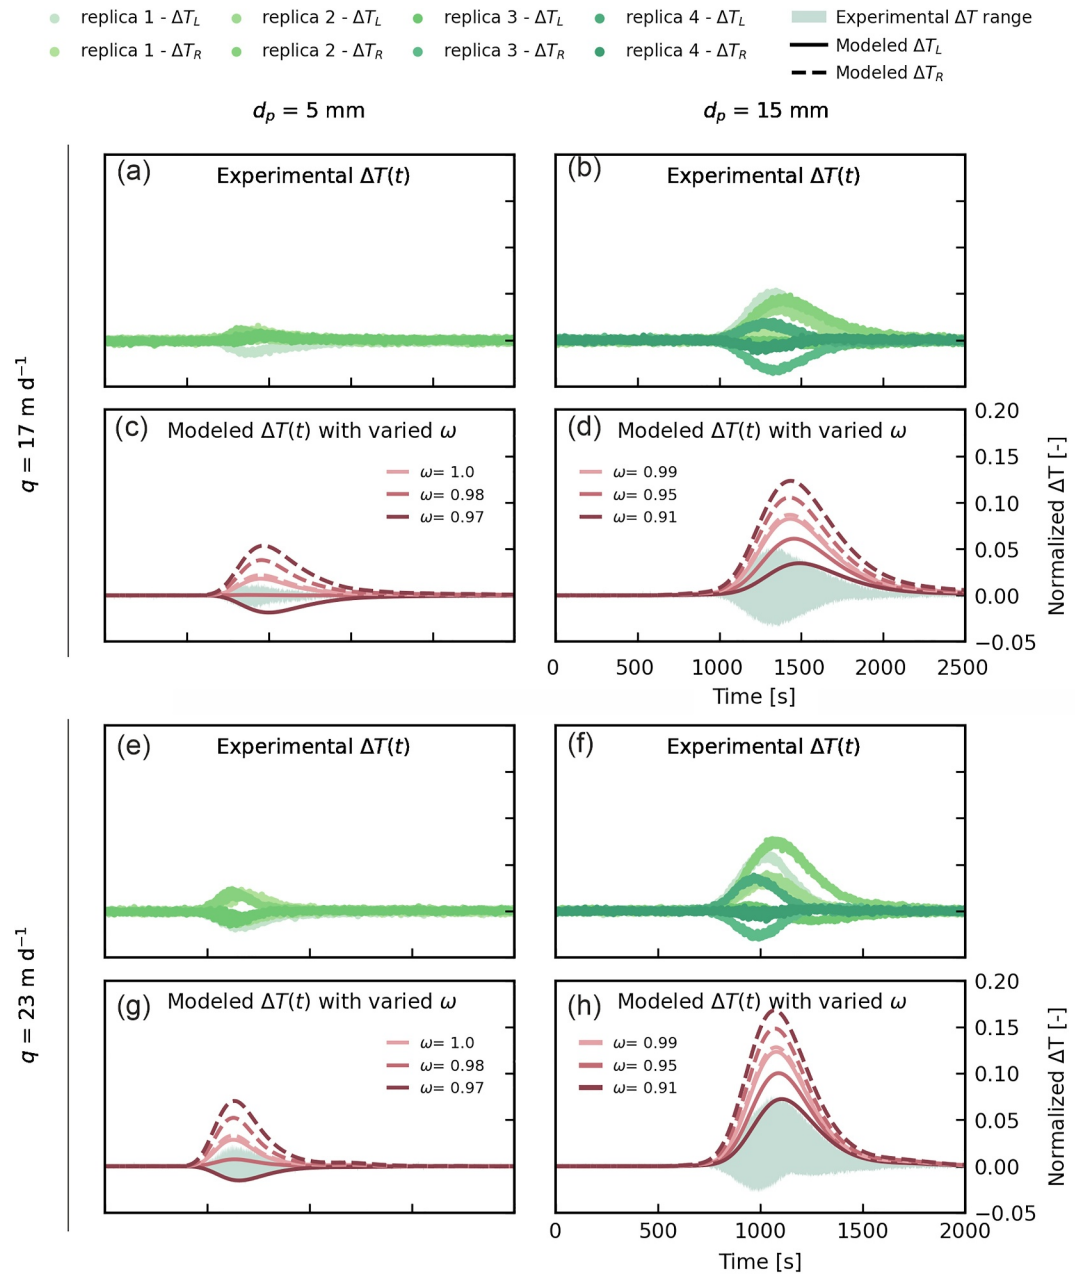 replica 1 - ΔT_L replica 2 - ΔT_L replica 3 - ΔT_L replica 4 - ΔT_L Experimental ΔT range
replica 1 - ΔT_R replica 2 - ΔT_R replica 3 - ΔT_R replica 4 - ΔT_R Modeled ΔT_L
Modeled ΔT_R
d_p = 5 mm d_p = 15 mm
q = 17 m d⁻¹
(a) Experimental ΔT(t)
(b) Experimental ΔT(t)
(c) Modeled ΔT(t) with varied ω
ω= 1.0
ω= 0.98
ω= 0.97
(d) Modeled ΔT(t) with varied ω
ω= 0.99
ω= 0.95
ω= 0.91
0.20
0.15
0.10
0.05
0.00
−0.05
Normalized ΔT [-]
0 500 1000 1500 2000 2500
Time [s]
q = 23 m d⁻¹
(e) Experimental ΔT(t)
(f) Experimental ΔT(t)
(g) Modeled ΔT(t) with varied ω
ω= 1.0
ω= 0.98
ω= 0.97
(h) Modeled ΔT(t) with varied ω
ω= 0.99
ω= 0.95
ω= 0.91
0.20
0.15
0.10
0.05
0.00
−0.05
Normalized ΔT [-]
0 500 1000 1500 2000
Time [s]